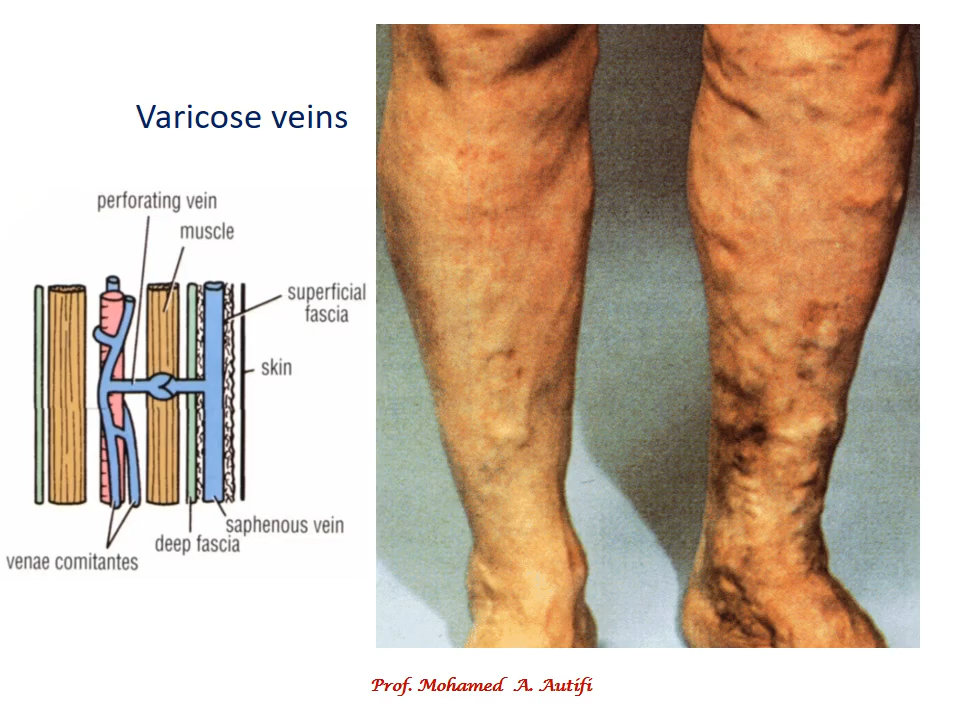 Varicose veins
perforating vein
muscle
superficial
fascia
skin
saphenous vein
deep fascia
venae comitantes
Prof. Mohamed A. Autifi